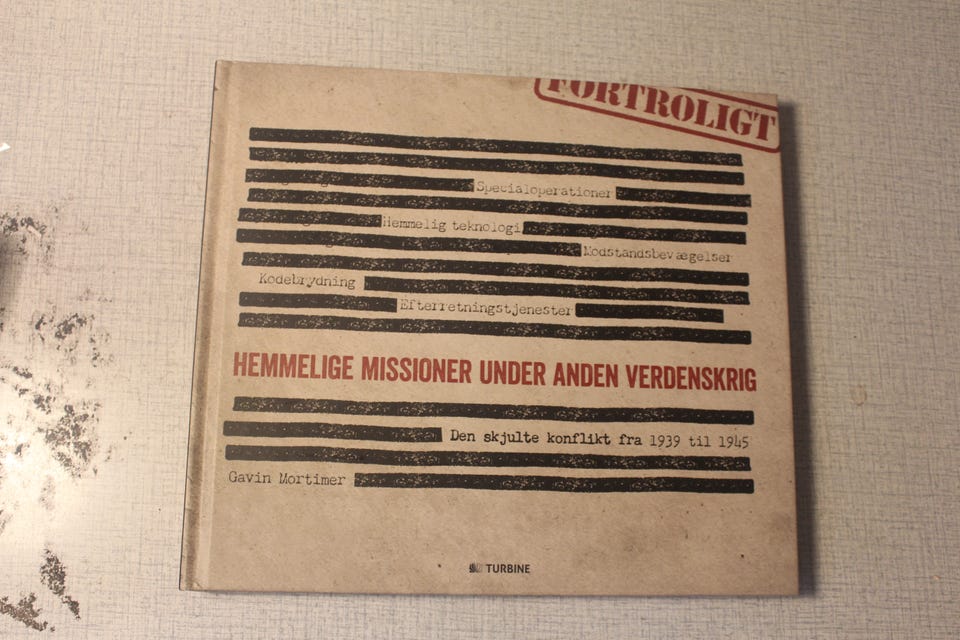 FORTROLIGT
Specialoperationer
Hemmelig teknologi
Modstandsbevægelser
Kodebrydning
Efterretningstjenester
HEMMELIGE MISSIONER UNDER ANDEN VERDENSKRIG
Den skjulte konflikt fra 1939 til 1945
Gavin Mortimer
TURBINE